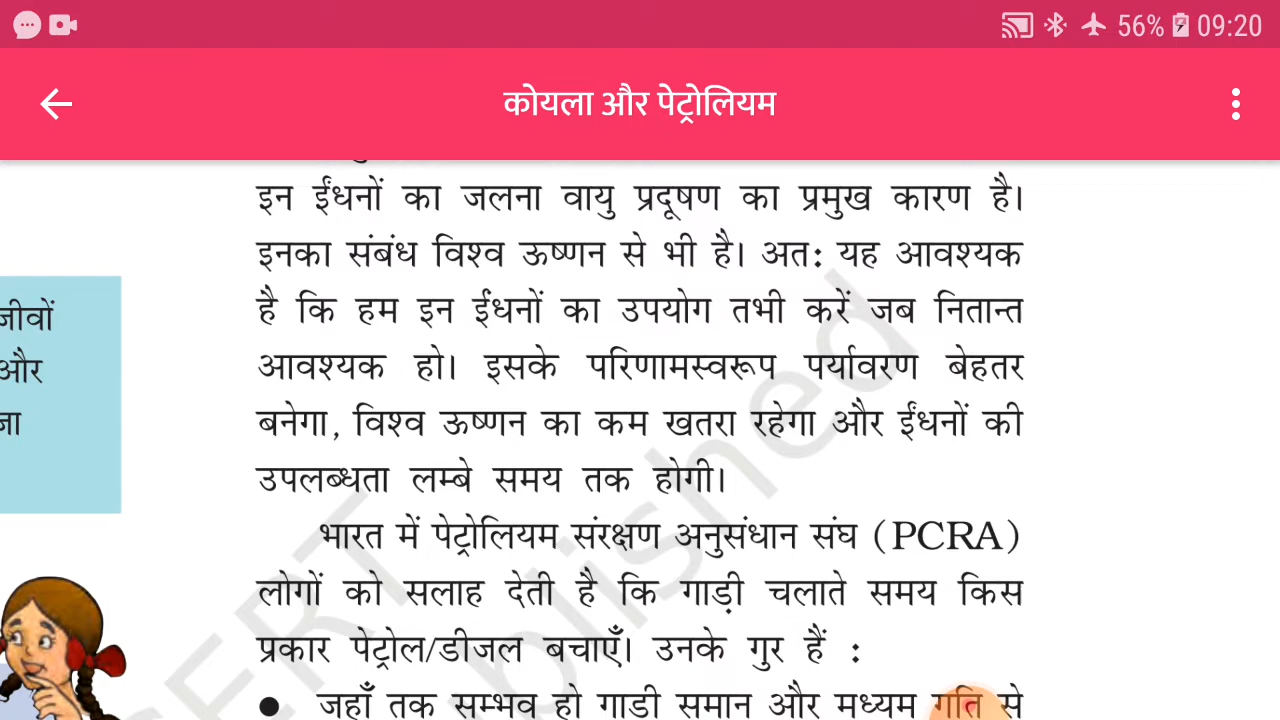 56% 09:20
कोयला और पेट्रोलियम
इन ईंधनों का जलना वायु प्रदूषण का प्रमुख कारण है।
इनका संबंध विश्व ऊष्णन से भी है। अत: यह आवश्यक
है कि हम इन ईंधनों का उपयोग तभी करें जब नितान्त
आवश्यक हो। इसके परिणामस्वरूप पर्यावरण बेहतर
बनेगा, विश्व ऊष्णन का कम खतरा रहेगा और ईंधनों की
उपलब्धता लम्बे समय तक होगी।
भारत में पेट्रोलियम संरक्षण अनुसंधान संघ (PCRA)
लोगों को सलाह देती है कि गाड़ी चलाते समय किस
प्रकार पेट्रोल/डीजल बचाएँ। उनके गुर हैं :
● जहाँ तक सम्भव हो गाडी समान और मध्यम गति से
जीवों
और